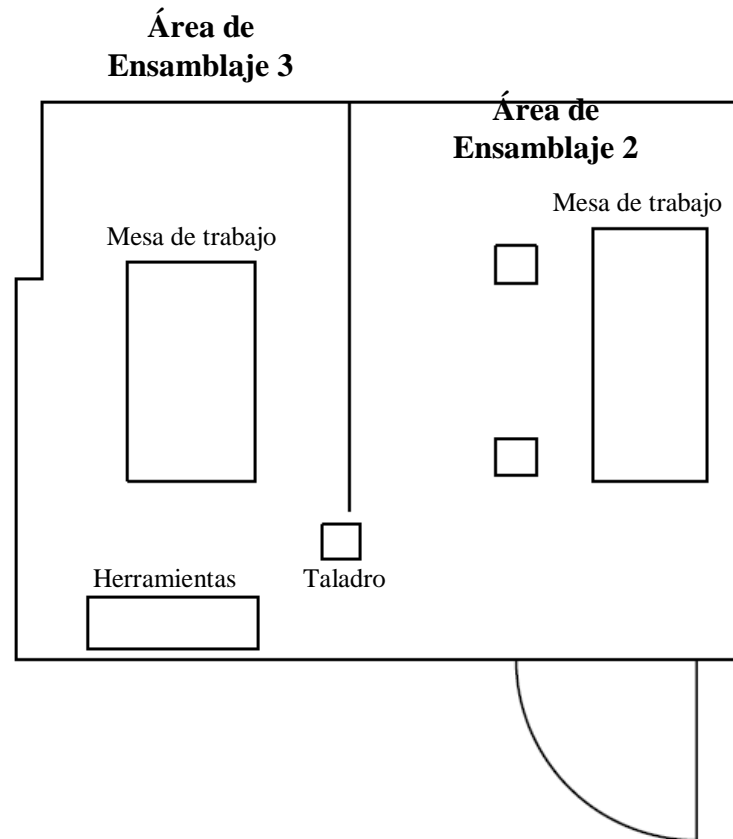 Área de
Ensamblaje 3
Área de
Ensamblaje 2
Mesa de trabajo
Mesa de trabajo
Herramientas
Taladro